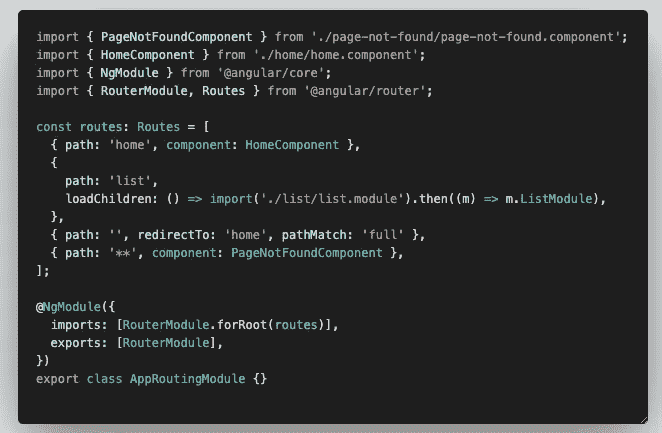 import { PageNotFoundComponent } from './page-not-found/page-not-found.component';
import { HomeComponent } from './home/home.component';
import { NgModule } from '@angular/core';
import { RouterModule, Routes } from '@angular/router';

const routes: Routes = [
  { path: 'home', component: HomeComponent },
  {
    path: 'list',
    loadChildren: () => import('./list/list.module').then((m) => m.ListModule),
  },
  { path: '', redirectTo: 'home', pathMatch: 'full' },
  { path: '**', component: PageNotFoundComponent },
];

@NgModule({
  imports: [RouterModule.forRoot(routes)],
  exports: [RouterModule],
})
export class AppRoutingModule {}